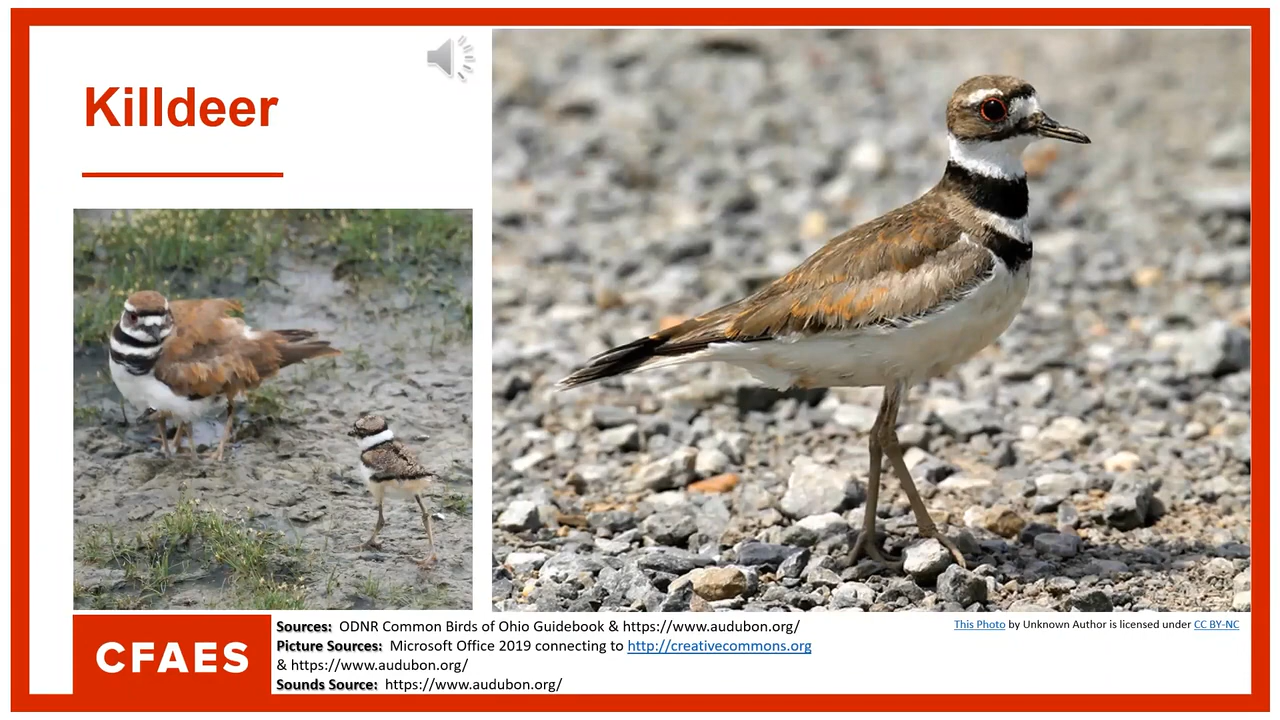 Killdeer
This Photo by Unknown Author is licensed under CC BY-NC
CFAES
Sources: ODNR Common Birds of Ohio Guidebook & https://www.audubon.org/
Picture Sources: Microsoft Office 2019 connecting to http://creativecommons.org
& https://www.audubon.org/
Sounds Source: https://www.audubon.org/